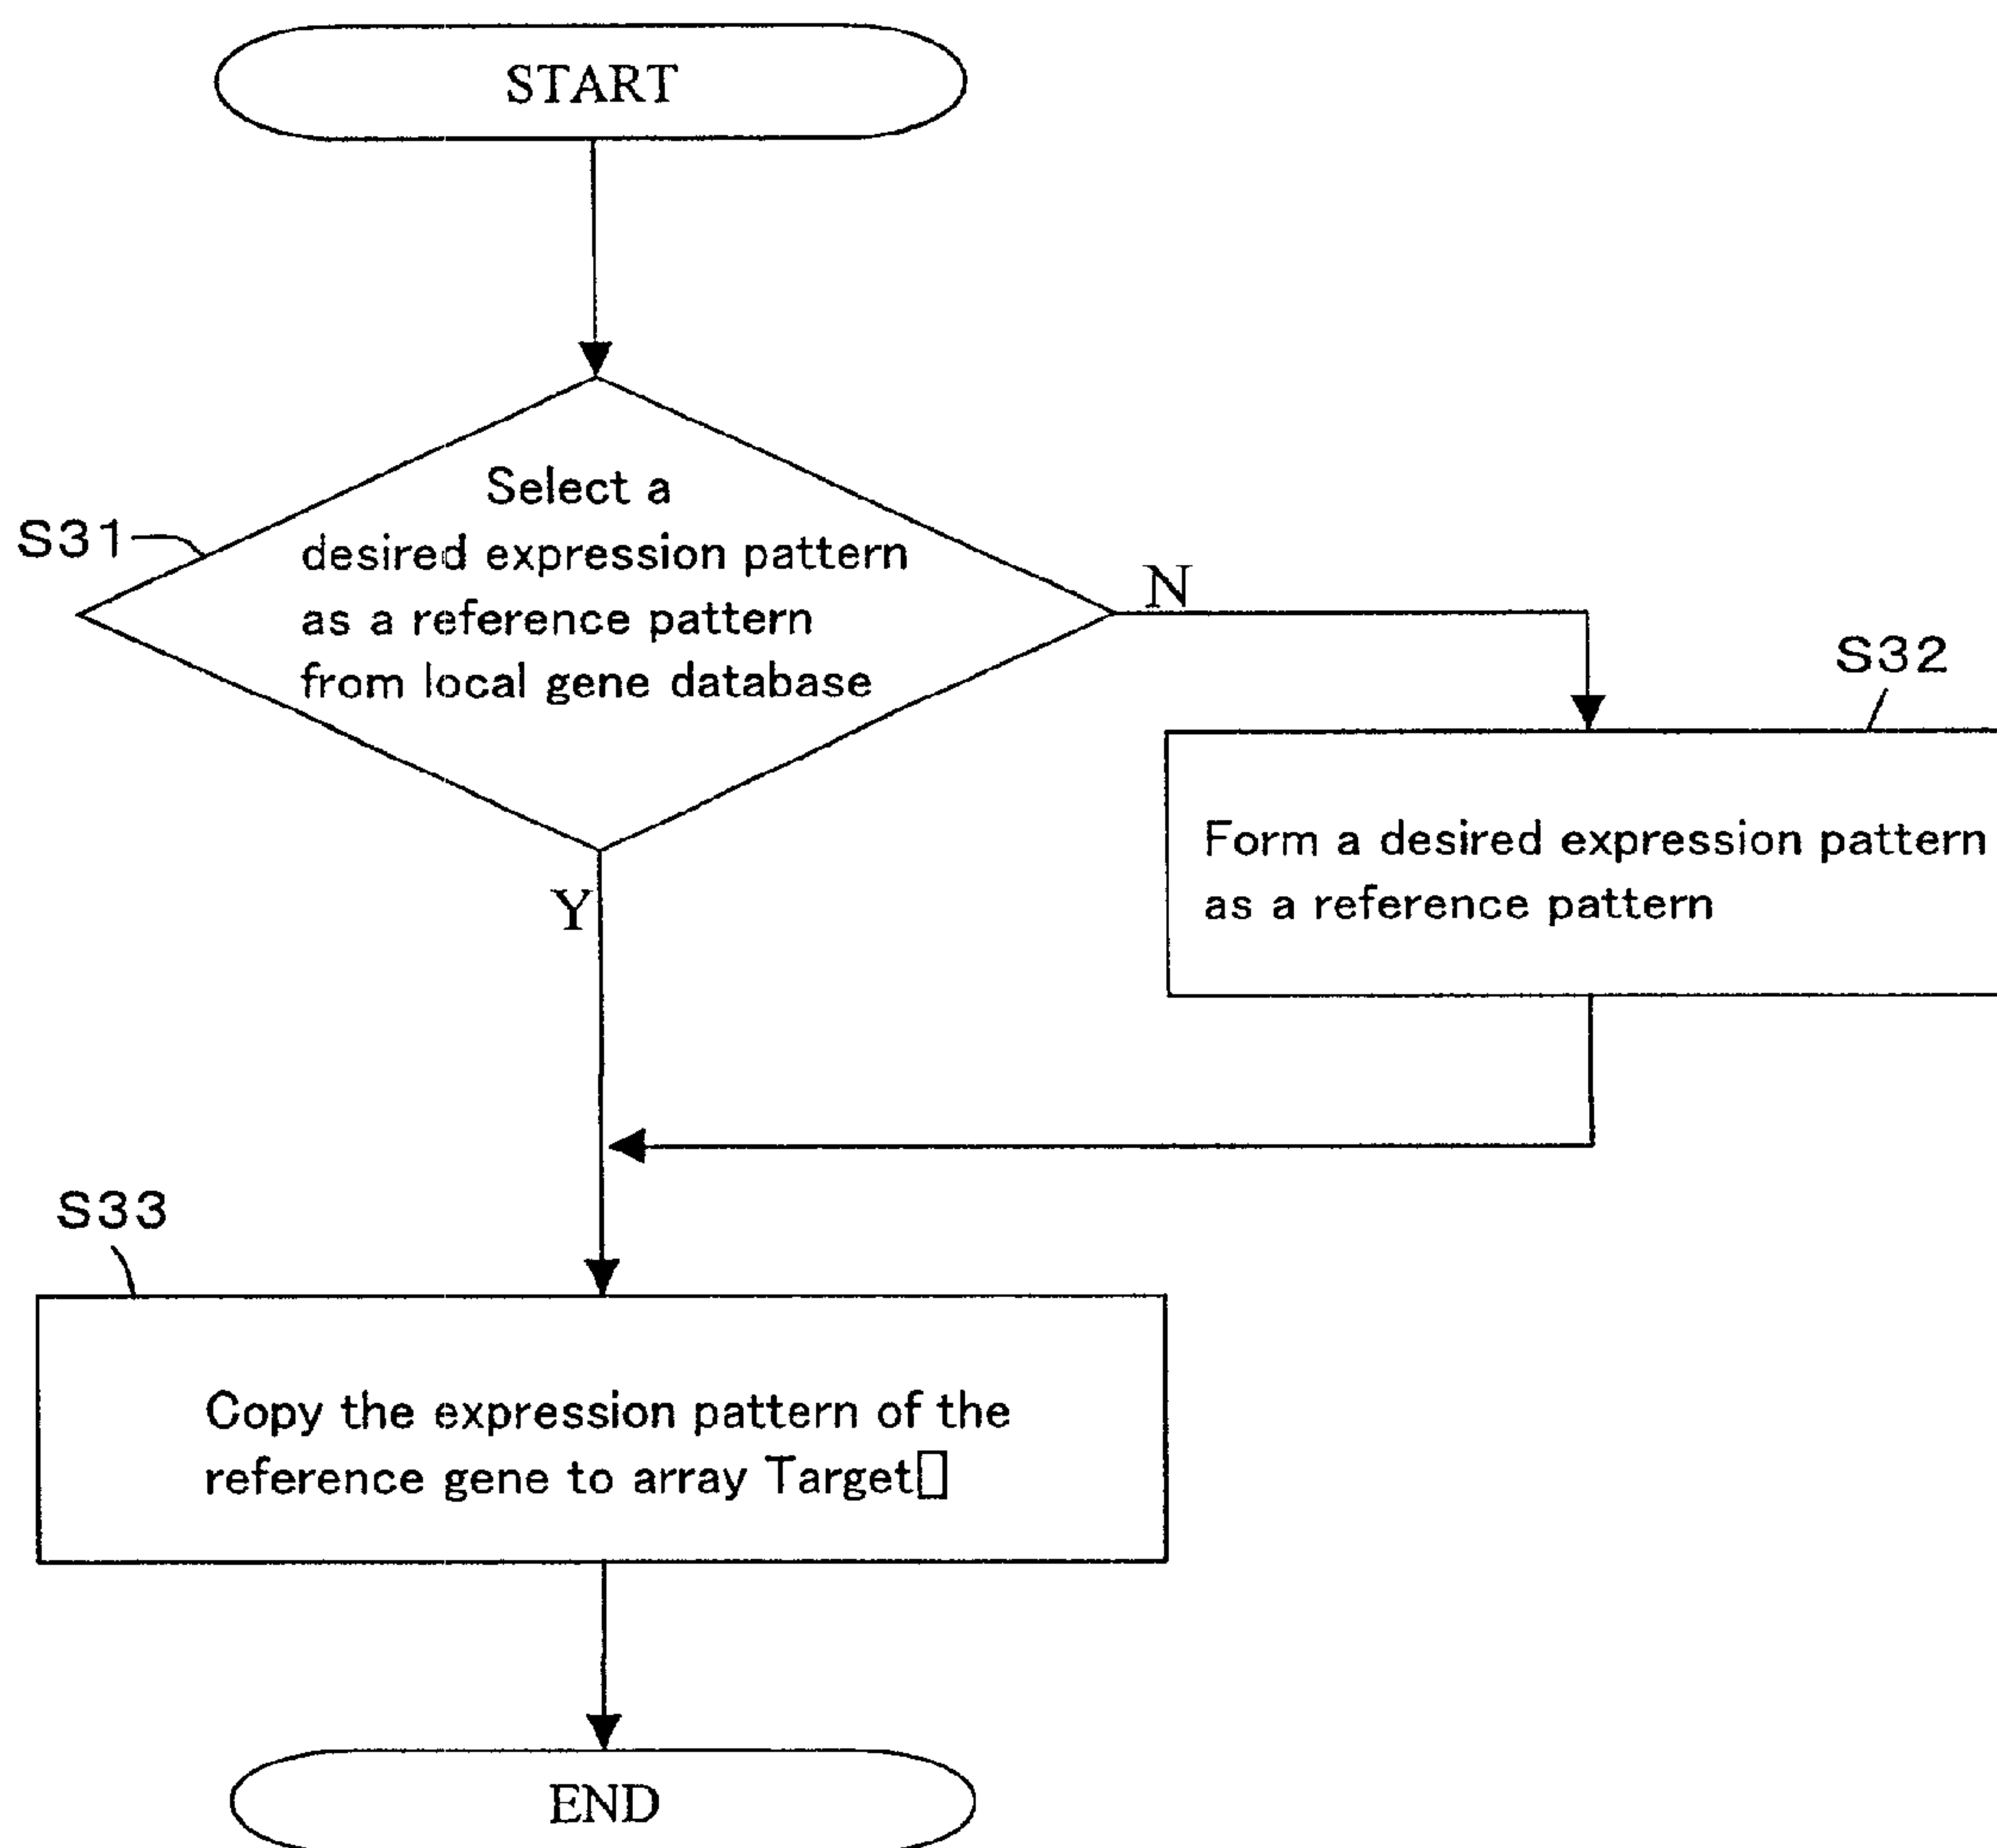 START
S31
Select a
desired expression pattern
as a reference pattern
from local gene database
N
S32
Form a desired expression pattern
as a reference pattern
Y
S33
Copy the expression pattern of the
reference gene to array Target[]
END